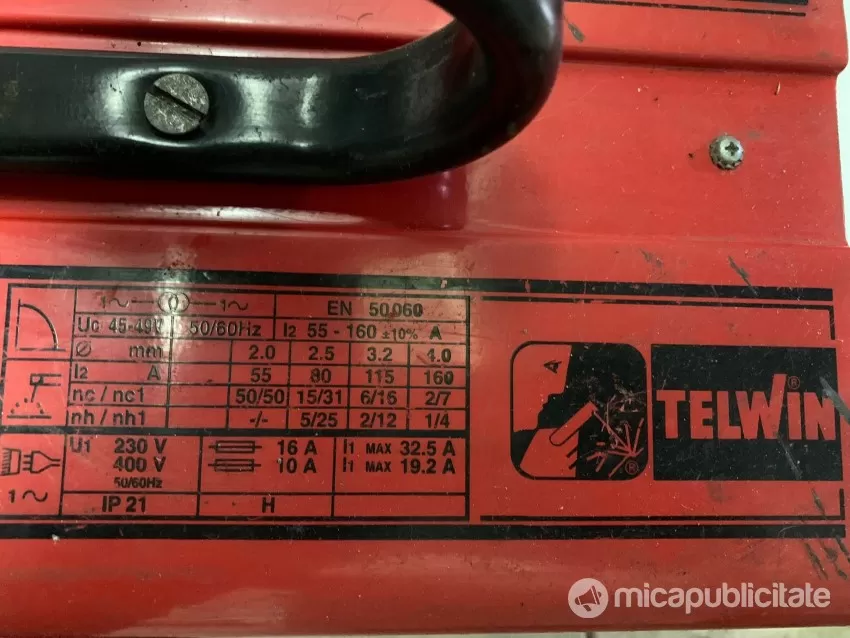 1~ 1~ EN 50060
U0 45-49V 50/60Hz I2 55 - 160 ±10% A
Ø mm 2.0 2.5 3.2 4.0
I2 A 55 80 115 160
nc / nc1 50/50 15/31 6/16 2/7
nh / nh1 -/- 5/25 2/12 1/4
U1 230 V 16 A I1 MAX 32.5 A
400 V 10 A I1 MAX 19.2 A
50/60Hz
1~
IP 21 H
TELWIN®
®
micapublicitate